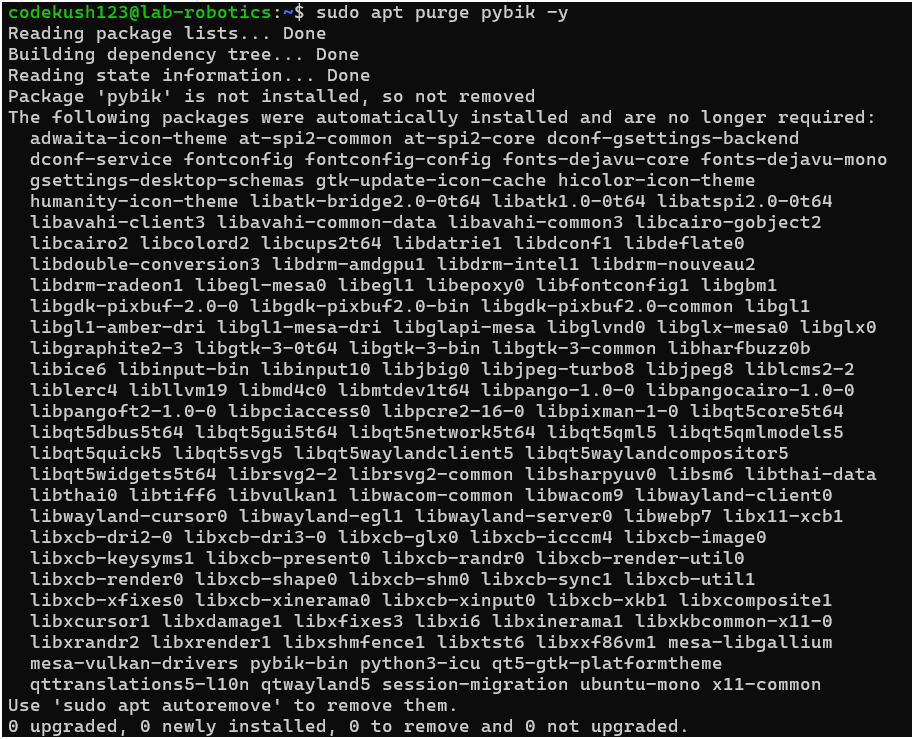 codekush123@lab-robotics:~$ sudo apt purge pybik -y
Reading package lists... Done
Building dependency tree... Done
Reading state information... Done
Package 'pybik' is not installed, so not removed
The following packages were automatically installed and are no longer required:
  adwaita-icon-theme at-spi2-common at-spi2-core dconf-gsettings-backend
  dconf-service fontconfig fontconfig-config fonts-dejavu-core fonts-dejavu-mono
  gsettings-desktop-schemas gtk-update-icon-cache hicolor-icon-theme
  humanity-icon-theme libatk-bridge2.0-0t64 libatk1.0-0t64 libatspi2.0-0t64
  libavahi-client3 libavahi-common-data libavahi-common3 libcairo-gobject2
  libcairo2 libcolord2 libcups2t64 libdatrie1 libdconf1 libdeflate0
  libdouble-conversion3 libdrm-amdgpu1 libdrm-intel1 libdrm-nouveau2
  libdrm-radeon1 libegl-mesa0 libegl1 libepoxy0 libfontconfig1 libgbm1
  libgdk-pixbuf-2.0-0 libgdk-pixbuf2.0-bin libgdk-pixbuf2.0-common libgl1
  libgl1-amber-dri libgl1-mesa-dri libglapi-mesa libglvnd0 libglx-mesa0 libglx0
  libgraphite2-3 libgtk-3-0t64 libgtk-3-bin libgtk-3-common libharfbuzz0b
  libice6 libinput-bin libinput10 libjbig0 libjpeg-turbo8 libjpeg8 liblcms2-2
  liblerc4 libllvm19 libmd4c0 libmtdev1t64 libpango-1.0-0 libpangocairo-1.0-0
  libpangoft2-1.0-0 libpciaccess0 libpcre2-16-0 libpixman-1-0 libqt5core5t64
  libqt5dbus5t64 libqt5gui5t64 libqt5network5t64 libqt5qml5 libqt5qmlmodels5
  libqt5quick5 libqt5svg5 libqt5waylandclient5 libqt5waylandcompositor5
  libqt5widgets5t64 librsvg2-2 librsvg2-common libsharpyuv0 libsm6 libthai-data
  libthai0 libtiff6 libvulkan1 libwacom-common libwacom9 libwayland-client0
  libwayland-cursor0 libwayland-egl1 libwayland-server0 libwebp7 libx11-xcb1
  libxcb-dri2-0 libxcb-dri3-0 libxcb-glx0 libxcb-icccm4 libxcb-image0
  libxcb-keysyms1 libxcb-present0 libxcb-randr0 libxcb-render-util0
  libxcb-render0 libxcb-shape0 libxcb-shm0 libxcb-sync1 libxcb-util1
  libxcb-xfixes0 libxcb-xinerama0 libxcb-xinput0 libxcb-xkb1 libxcomposite1
  libxcursor1 libxdamage1 libxfixes3 libxi6 libxinerama1 libxkbcommon-x11-0
  libxrandr2 libxrender1 libxshmfence1 libxtst6 libxxf86vm1 mesa-libgallium
  mesa-vulkan-drivers pybik-bin python3-icu qt5-gtk-platformtheme
  qttranslations5-l10n qtwayland5 session-migration ubuntu-mono x11-common
Use 'sudo apt autoremove' to remove them.
0 upgraded, 0 newly installed, 0 to remove and 0 not upgraded.